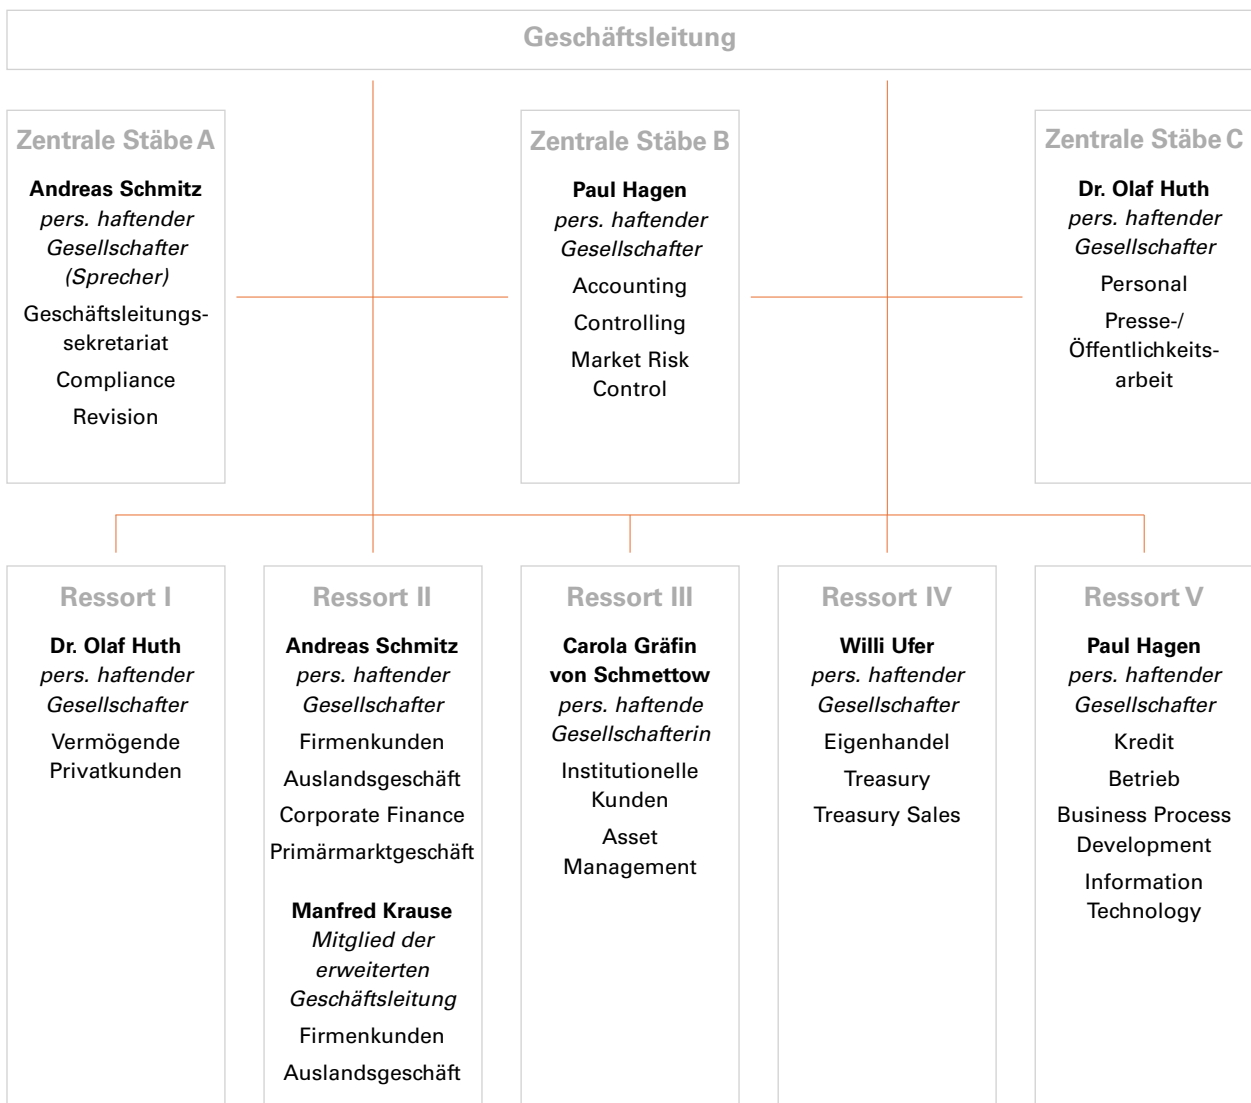 Geschäftsleitung
Zentrale Stäbe A
Andreas Schmitz
pers. haftender
Gesellschafter
(Sprecher)
Geschäftsleitungs-
sekretariat
Compliance
Revision
Zentrale Stäbe B
Paul Hagen
pers. haftender
Gesellschafter
Accounting
Controlling
Market Risk
Control
Zentrale Stäbe C
Dr. Olaf Huth
pers. haftender
Gesellschafter
Personal
Presse-/
Öffentlichkeits-
arbeit
Ressort I
Dr. Olaf Huth
pers. haftender
Gesellschafter
Vermögende
Privatkunden
Ressort II
Andreas Schmitz
pers. haftender
Gesellschafter
Firmenkunden
Auslandsgeschäft
Corporate Finance
Primärmarktgeschäft
Manfred Krause
Mitglied der
erweiterten
Geschäftsleitung
Firmenkunden
Auslandsgeschäft
Ressort III
Carola Gräfin
von Schmettow
pers. haftende
Gesellschafterin
Institutionelle
Kunden
Asset
Management
Ressort IV
Willi Ufer
pers. haftender
Gesellschafter
Eigenhandel
Treasury
Treasury Sales
Ressort V
Paul Hagen
pers. haftender
Gesellschafter
Kredit
Betrieb
Business Process
Development
Information
Technology